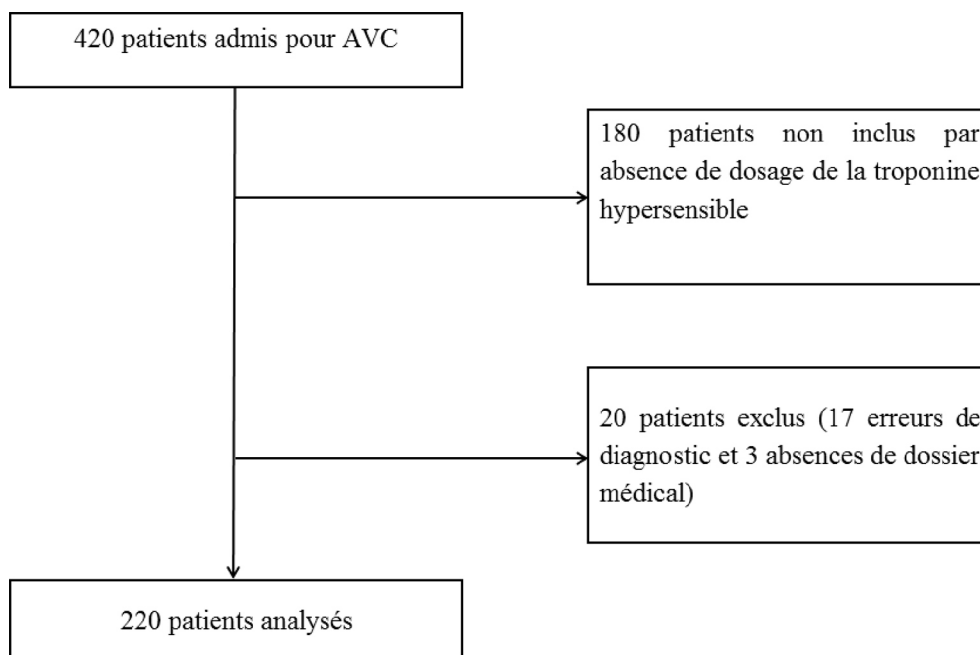 420 patients admis pour AVC
180 patients non inclus par
absence de dosage de la troponine
hypersensible
20 patients exclus (17 erreurs de
diagnostic et 3 absences de dossier
médical)
220 patients analysés